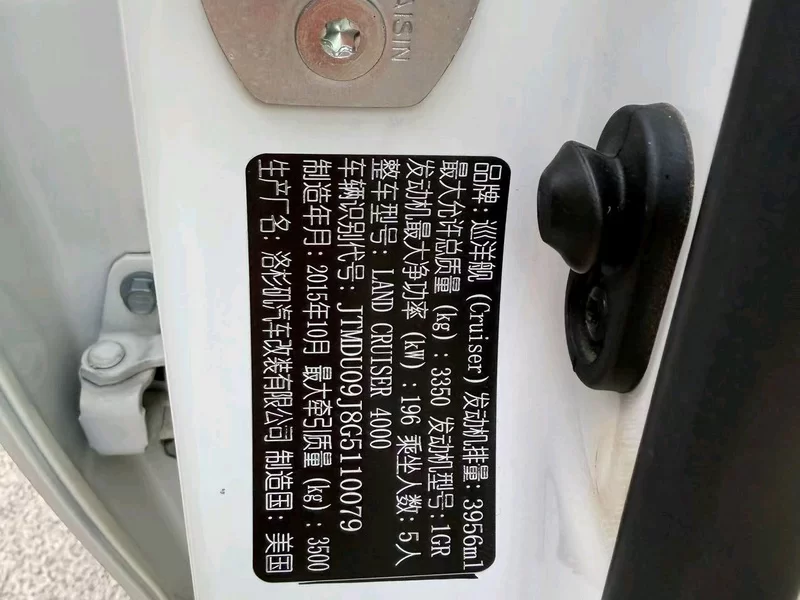 AISIN
品牌:巡洋舰 (Cruiser) 发动机排量:3956ml
最大允许总质量 (kg):3350 发动机型号:1GR
发动机最大净功率 (kW):196 乘坐人数:5人
整车型号: LAND CRUISER 4000
车辆识别代号: JTMDU09J8G5110079
制造年月: 2015年10月 最大牵引质量 (kg): 3500
生产厂名: 洛杉矶汽车改装有限公司 制造国: 美国